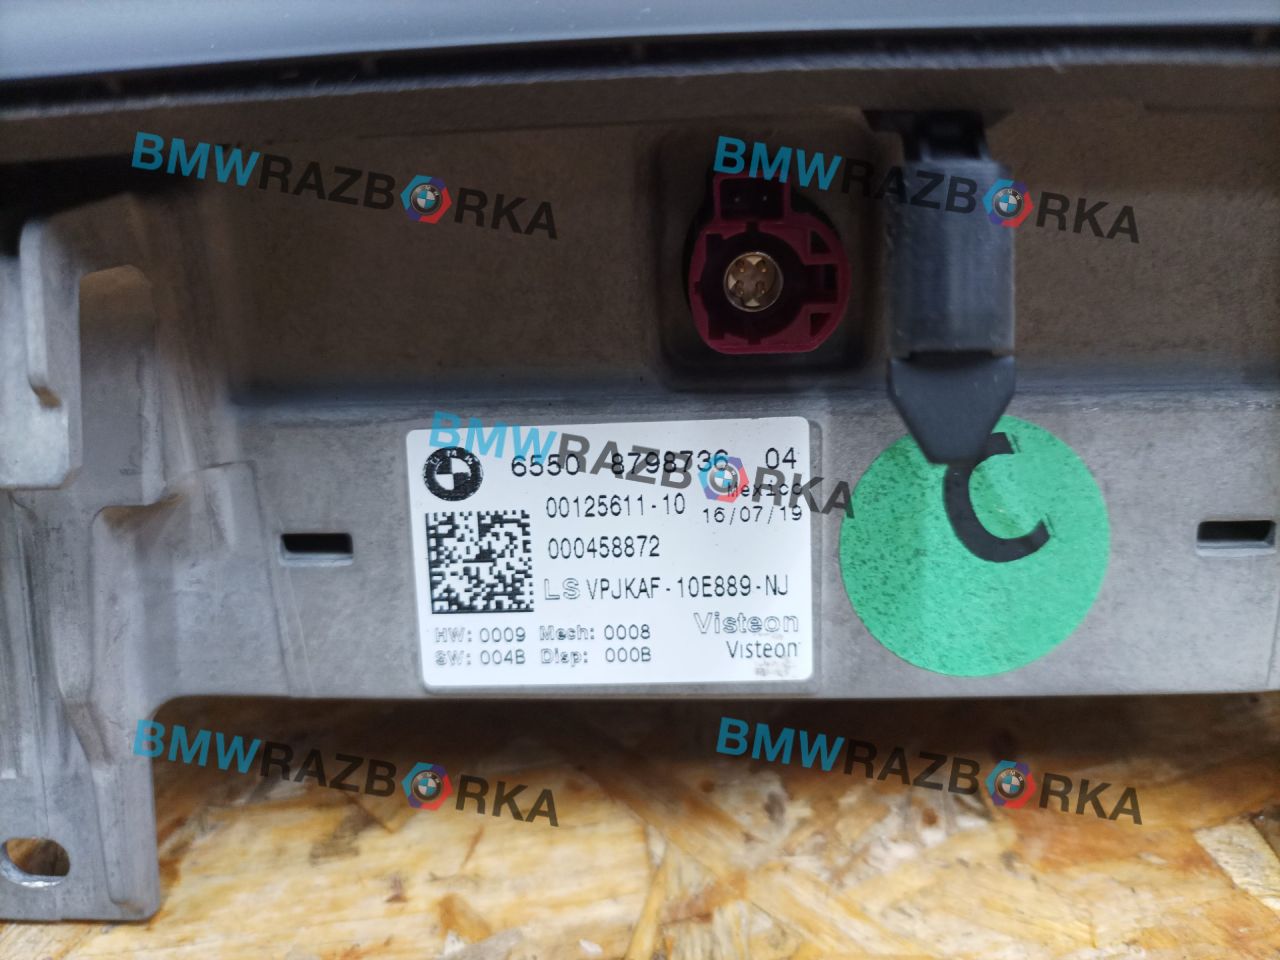 BMWRAZBORKA
BMWRAZBORKA
BMWRAZBORKA
6550 8798736 04
Mexico
00125611-10 16/07/19
000458872
LS VPJKAF-10E889-NJ
HW: 0009 Mech: 0008 Visteon
SW: 004B Disp: 000B Visteon
C
BMWRAZBORKA
BMWRAZBORKA